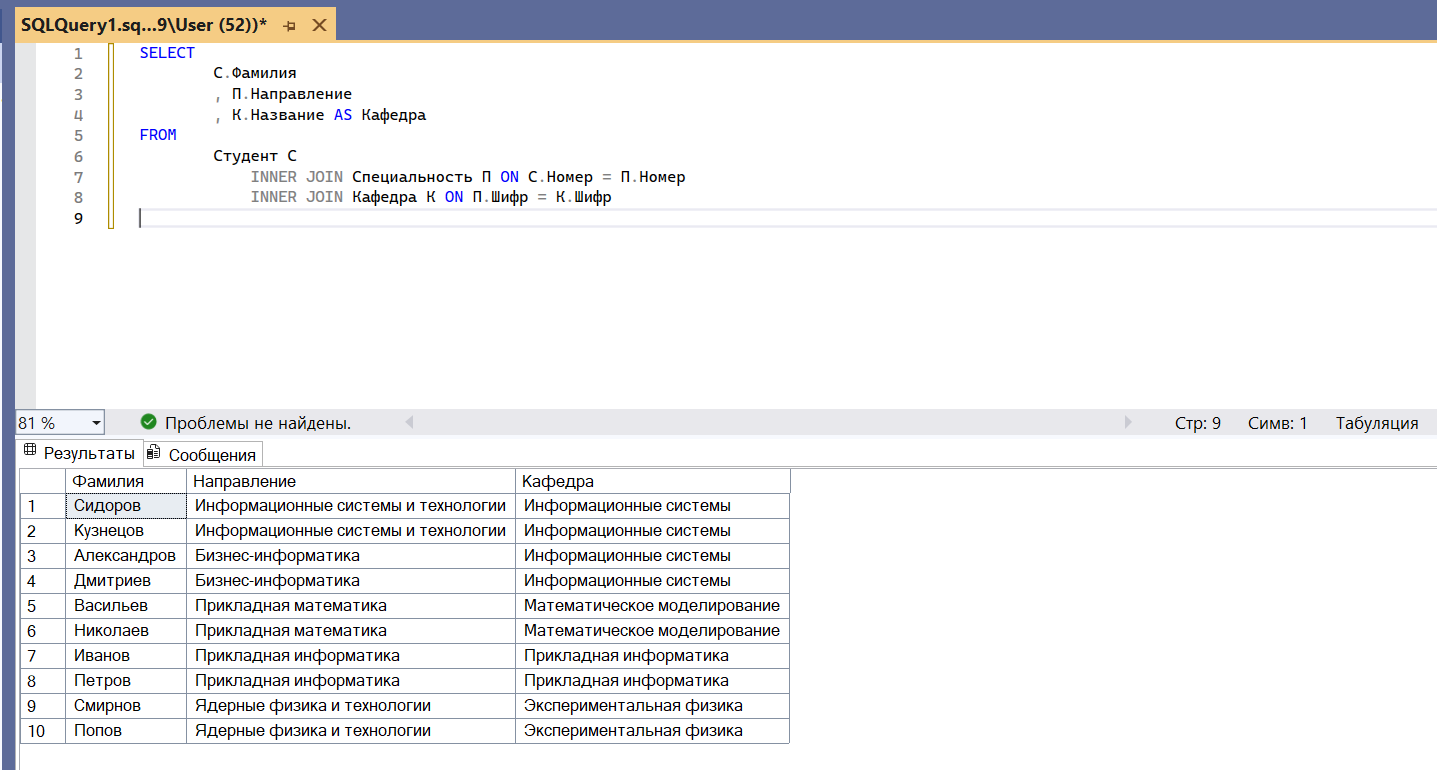 SQLQuery1.sq...9\User (52))*
1 SELECT
2 С.Фамилия
3 , П.Направление
4 , К.Название AS Кафедра
5 FROM
6 Студент С
7 INNER JOIN Специальность П ON С.Номер = П.Номер
8 INNER JOIN Кафедра К ON П.Шифр = К.Шифр
9
81 % Проблемы не найдены. Стр: 9 Симв: 1 Табуляция
Результаты Сообщения
Фамилия Направление Кафедра
1 Сидоров Информационные системы и технологии Информационные системы
2 Кузнецов Информационные системы и технологии Информационные системы
3 Александров Бизнес-информатика Информационные системы
4 Дмитриев Бизнес-информатика Информационные системы
5 Васильев Прикладная математика Математическое моделирование
6 Николаев Прикладная математика Математическое моделирование
7 Иванов Прикладная информатика Прикладная информатика
8 Петров Прикладная информатика Прикладная информатика
9 Смирнов Ядерные физика и технологии Экспериментальная физика
10 Попов Ядерные физика и технологии Экспериментальная физика